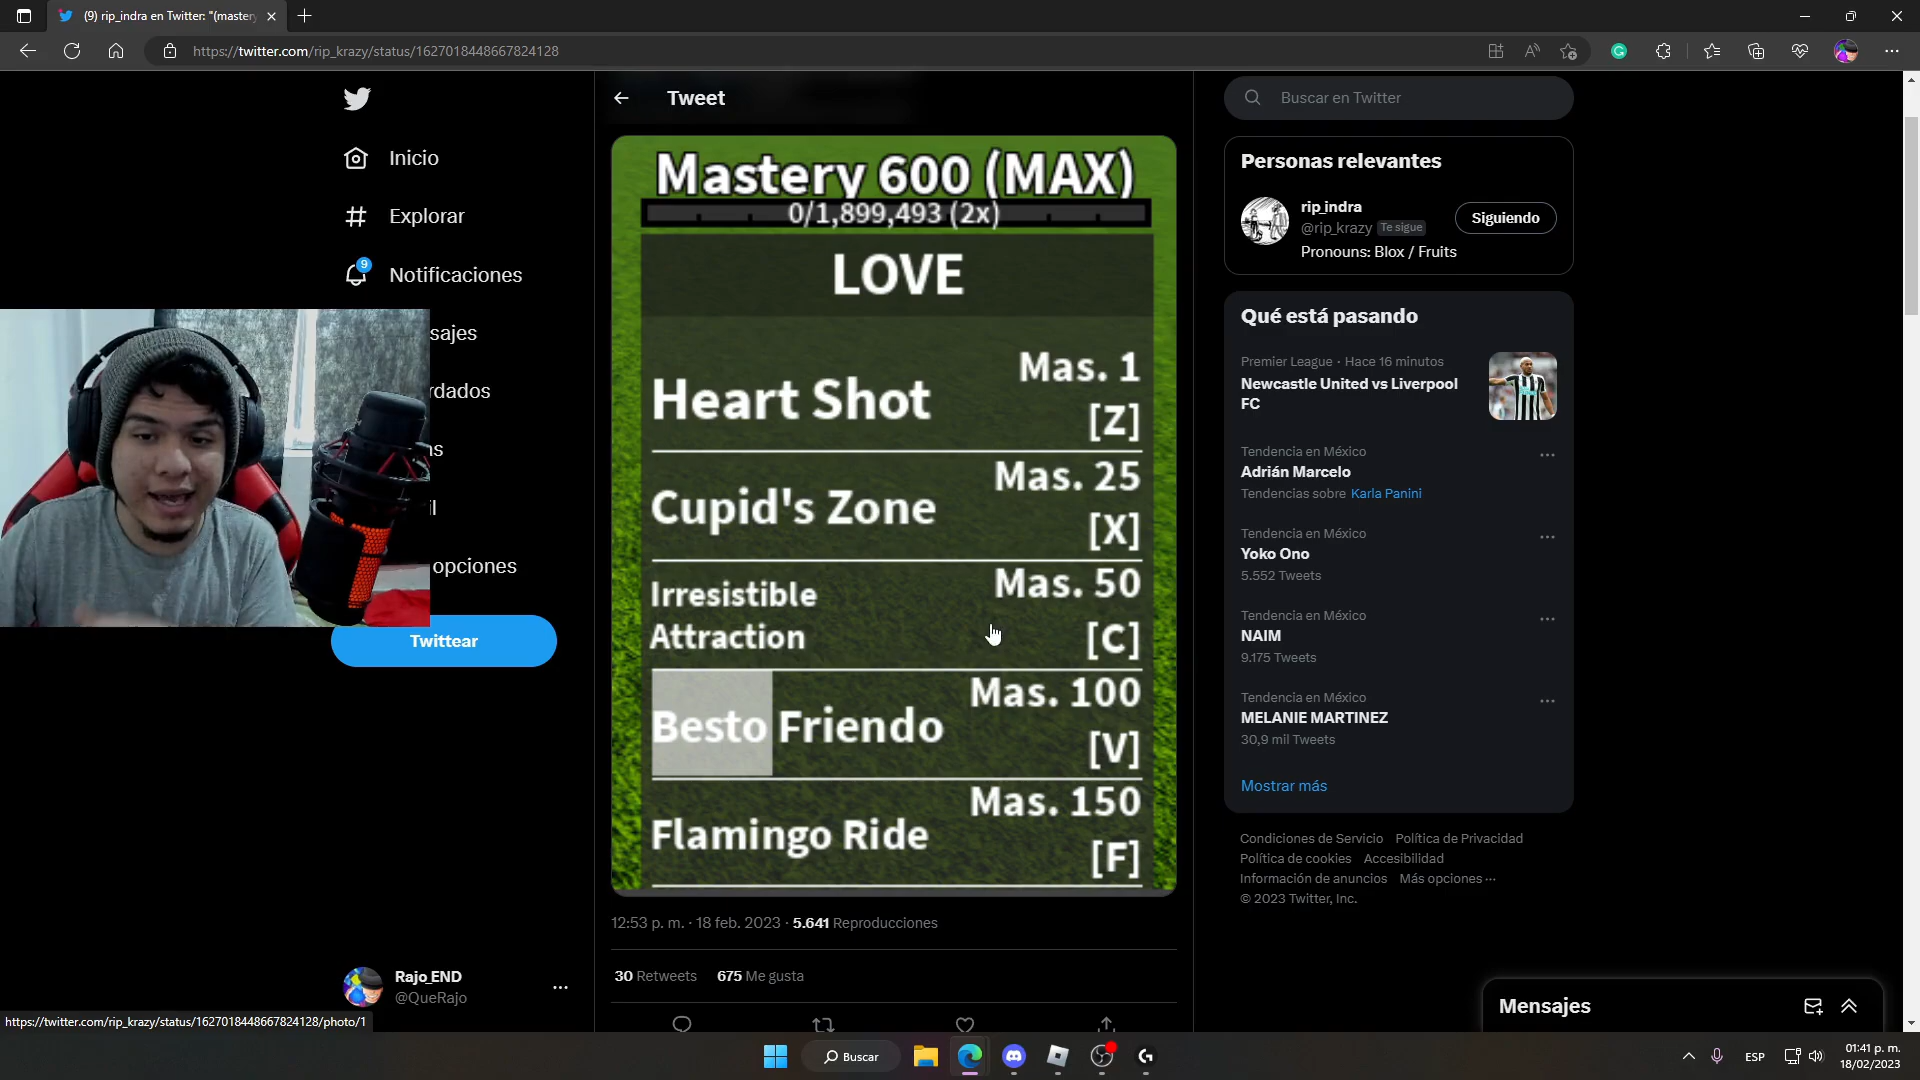 (9) rip_indra en Twitter: "(master
https://twitter.com/rip_krazy/status/1627018448667824128
Inicio
Explorar
9
Notificaciones
sajes
rdados
as
il
opciones
Twittear
Rajo_END
@QueRajo
https://twitter.com/rip_krazy/status/1627018448667824128/photo/1
Tweet
Mastery 600 (MAX)
0/1,899,493 (2x)
LOVE
Heart Shot
Mas. 1
[Z]
Cupid's Zone
Mas. 25
[X]
Irresistible
Attraction
Mas. 50
[C]
Besto Friendo
Mas. 100
[V]
Flamingo Ride
Mas. 150
[F]
12:53 p. m. · 18 feb. 2023 · 5.641 Reproducciones
30 Retweets 675 Me gusta
Buscar en Twitter
Personas relevantes
rip_indra
@rip_krazy Te sigue
Siguiendo
Pronouns: Blox / Fruits
Qué está pasando
Premier League · Hace 16 minutos
Newcastle United vs Liverpool
FC
Tendencia en México
Adrián Marcelo
Tendencias sobre Karla Panini
Tendencia en México
Yoko Ono
5.552 Tweets
Tendencia en México
NAIM
9.175 Tweets
Tendencia en México
MELANIE MARTINEZ
30,9 mil Tweets
Mostrar más
Condiciones de Servicio Política de Privacidad
Política de cookies Accesibilidad
Información de anuncios Más opciones ···
© 2023 Twitter, Inc.
Mensajes
Buscar
ESP
01:41 p. m.
18/02/2023